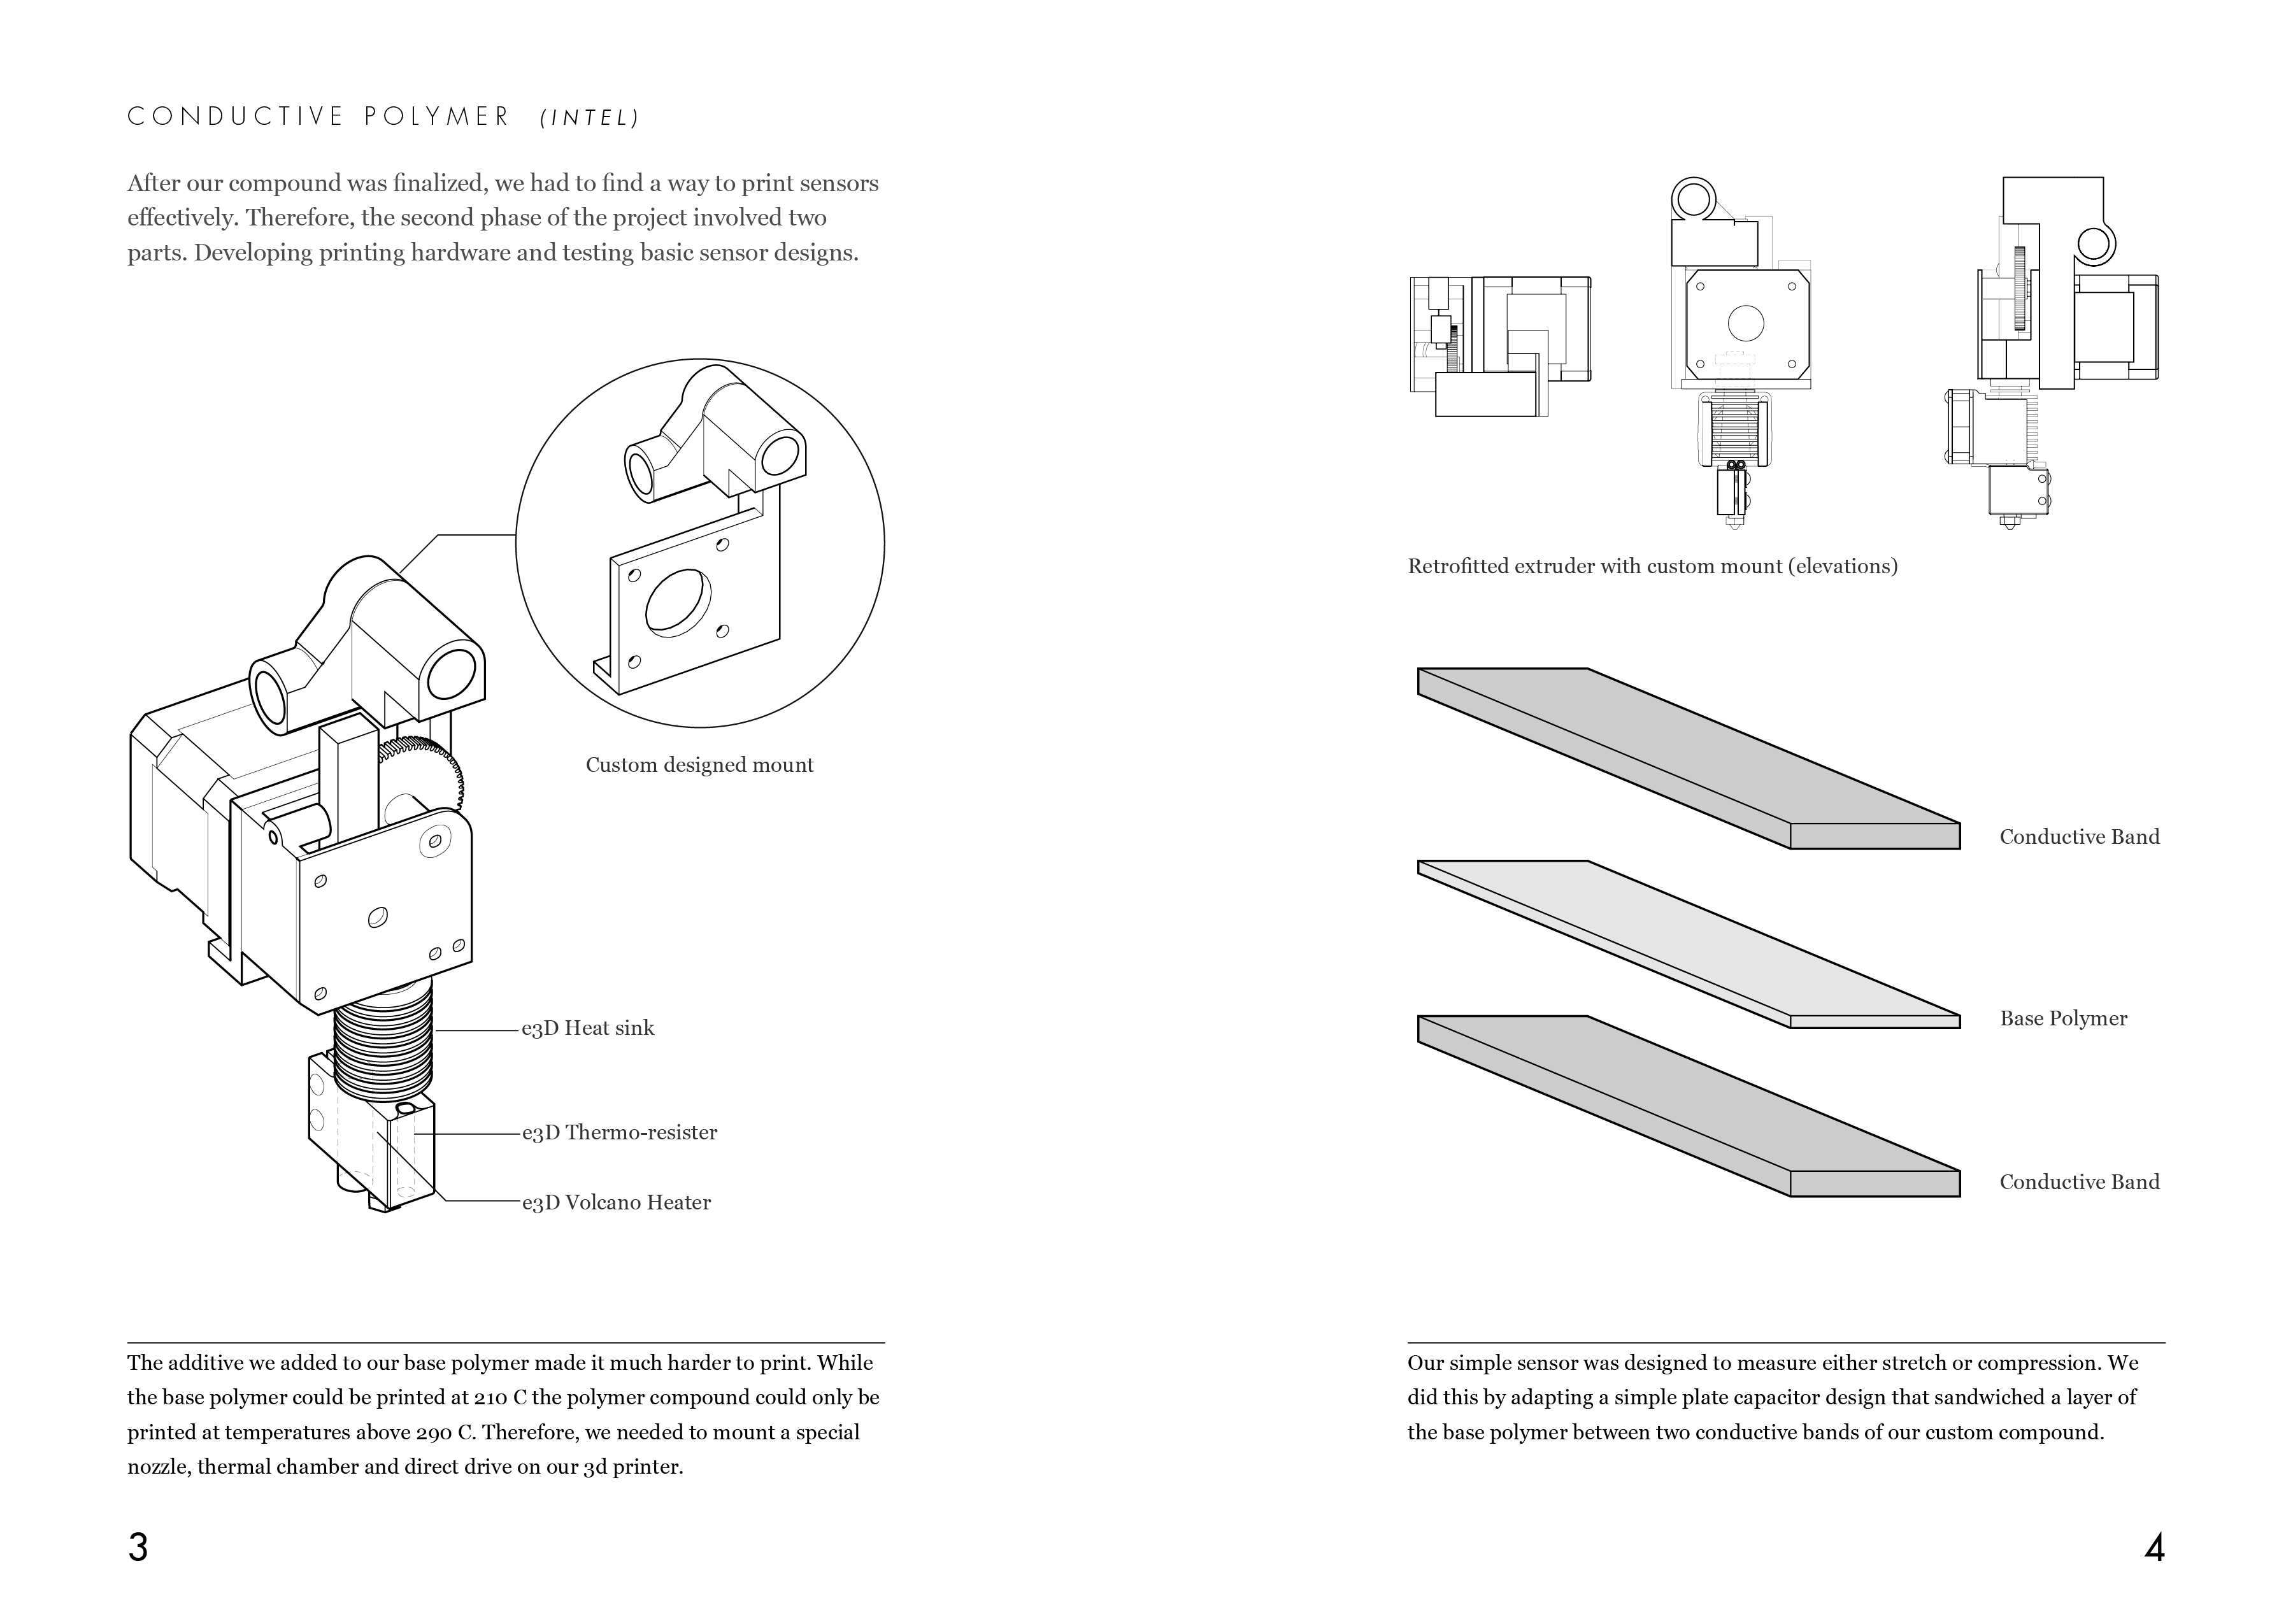 CONDUCTIVE POLYMER (INTEL)
After our compound was finalized, we had to find a way to print sensors
effectively. Therefore, the second phase of the project involved two
parts. Developing printing hardware and testing basic sensor designs.
Custom designed mount
e3D Heat sink
e3D Thermo-resister
e3D Volcano Heater
The additive we added to our base polymer made it much harder to print. While
the base polymer could be printed at 210 C the polymer compound could only be
printed at temperatures above 290 C. Therefore, we needed to mount a special
nozzle, thermal chamber and direct drive on our 3d printer.
3
Retrofitted extruder with custom mount (elevations)
Conductive Band
Base Polymer
Conductive Band
Our simple sensor was designed to measure either stretch or compression. We
did this by adapting a simple plate capacitor design that sandwiched a layer of
the base polymer between two conductive bands of our custom compound.
4